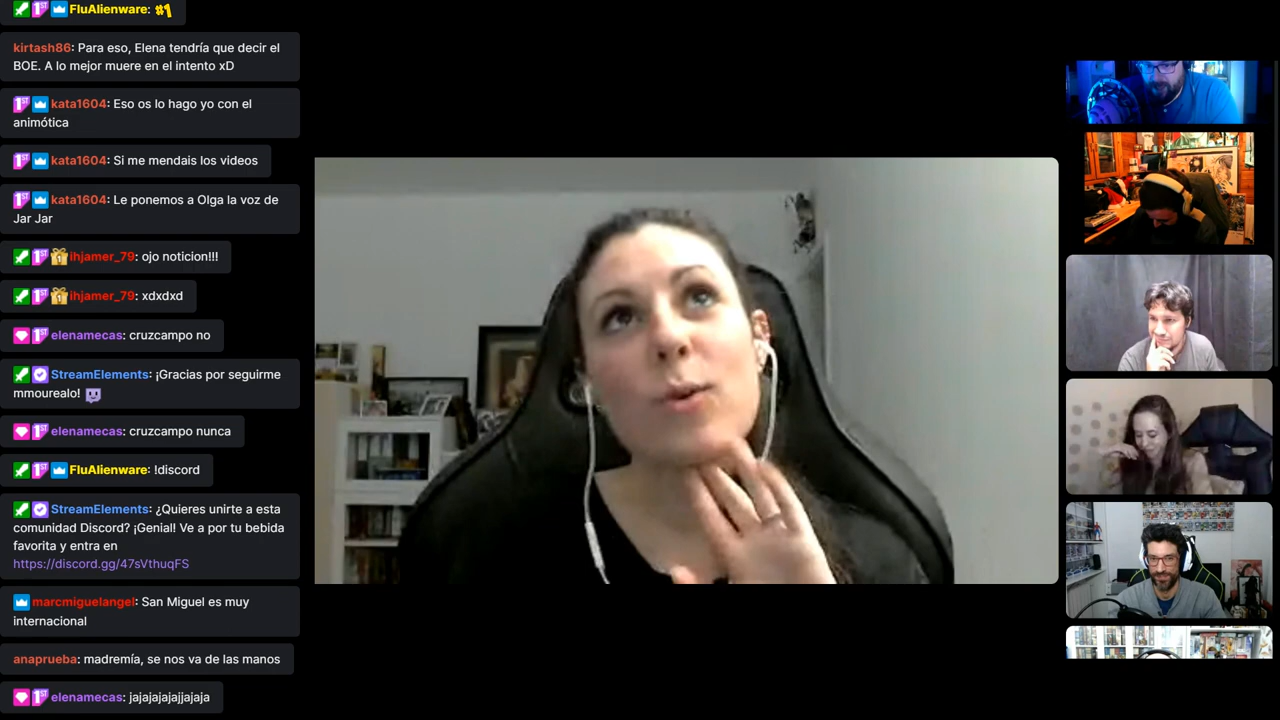 FluAlienware: #1
kirtash86: Para eso, Elena tendría que decir el
BOE. A lo mejor muere en el intento xD
kata1604: Eso os lo hago yo con el
animótica
kata1604: Si me mendais los videos
kata1604: Le ponemos a Olga la voz de
Jar Jar
ihjamer_79: ojo noticion!!!
ihjamer_79: xdxdxd
elenamecas: cruzcampo no
StreamElements: ¡Gracias por seguirme
mmourealo!
elenamecas: cruzcampo nunca
FluAlienware: !discord
StreamElements: ¿Quieres unirte a esta
comunidad Discord? ¡Genial! Ve a por tu bebida
favorita y entra en
https://discord.gg/47sVthuqFS
marcmiguelangel: San Miguel es muy
internacional
anaprueba: madremía, se nos va de las manos
elenamecas: jajajajajajjajaja